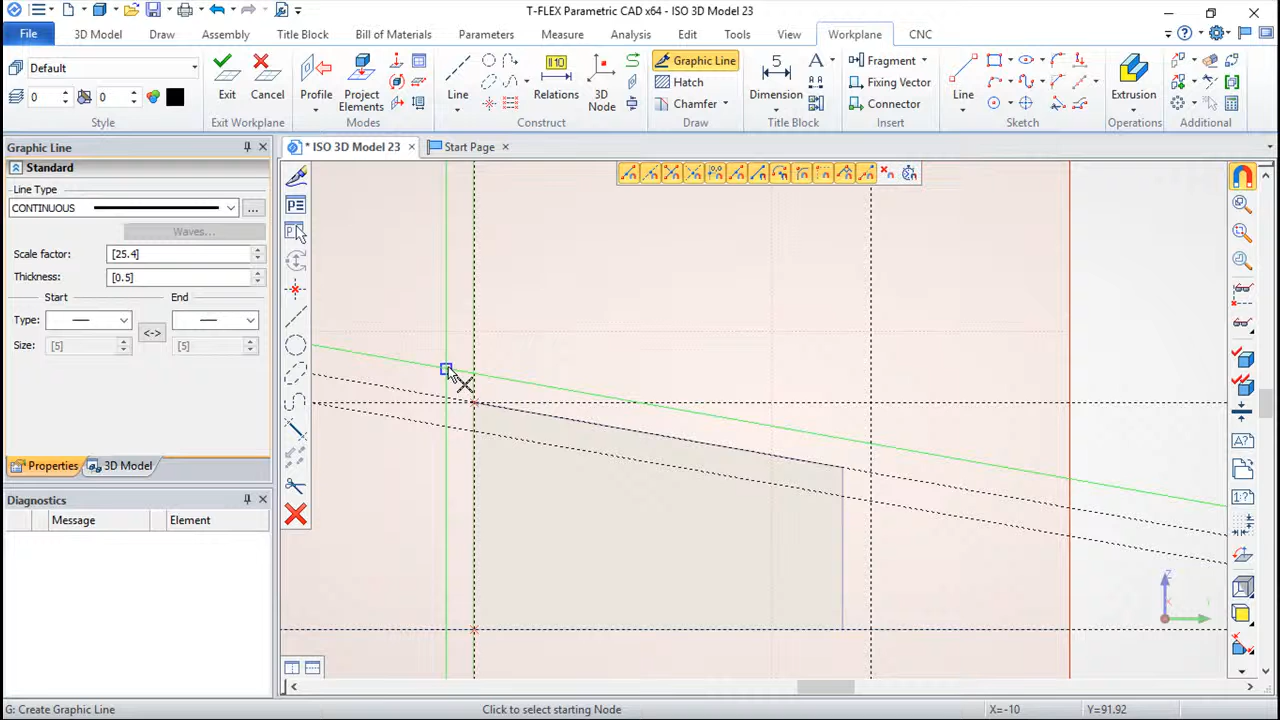 T-FLEX Parametric CAD x64 - ISO 3D Model 23
File
3D Model
Draw
Assembly
Title Block
Bill of Materials
Parameters
Measure
Analysis
Edit
Tools
View
Workplane
CNC
Default
0
0
Style
Exit
Cancel
Exit Workplane
Profile
Project Elements
Modes
Line
Relations
3D Node
Construct
Graphic Line
Hatch
Chamfer
Draw
Dimension
Title Block
Fragment
Fixing Vector
Connector
Insert
Line
Sketch
Extrusion
Operations
Additional
Graphic Line
* ISO 3D Model 23
Start Page
Standard
Line Type
CONTINUOUS
...
Waves...
Scale factor: [25.4]
Thickness: [0.5]
Start End
Type:
<->
Size: [5] [5]
Properties
3D Model
Diagnostics
Message
Element
G: Create Graphic Line
Click to select starting Node
X=-10
Y=91.92